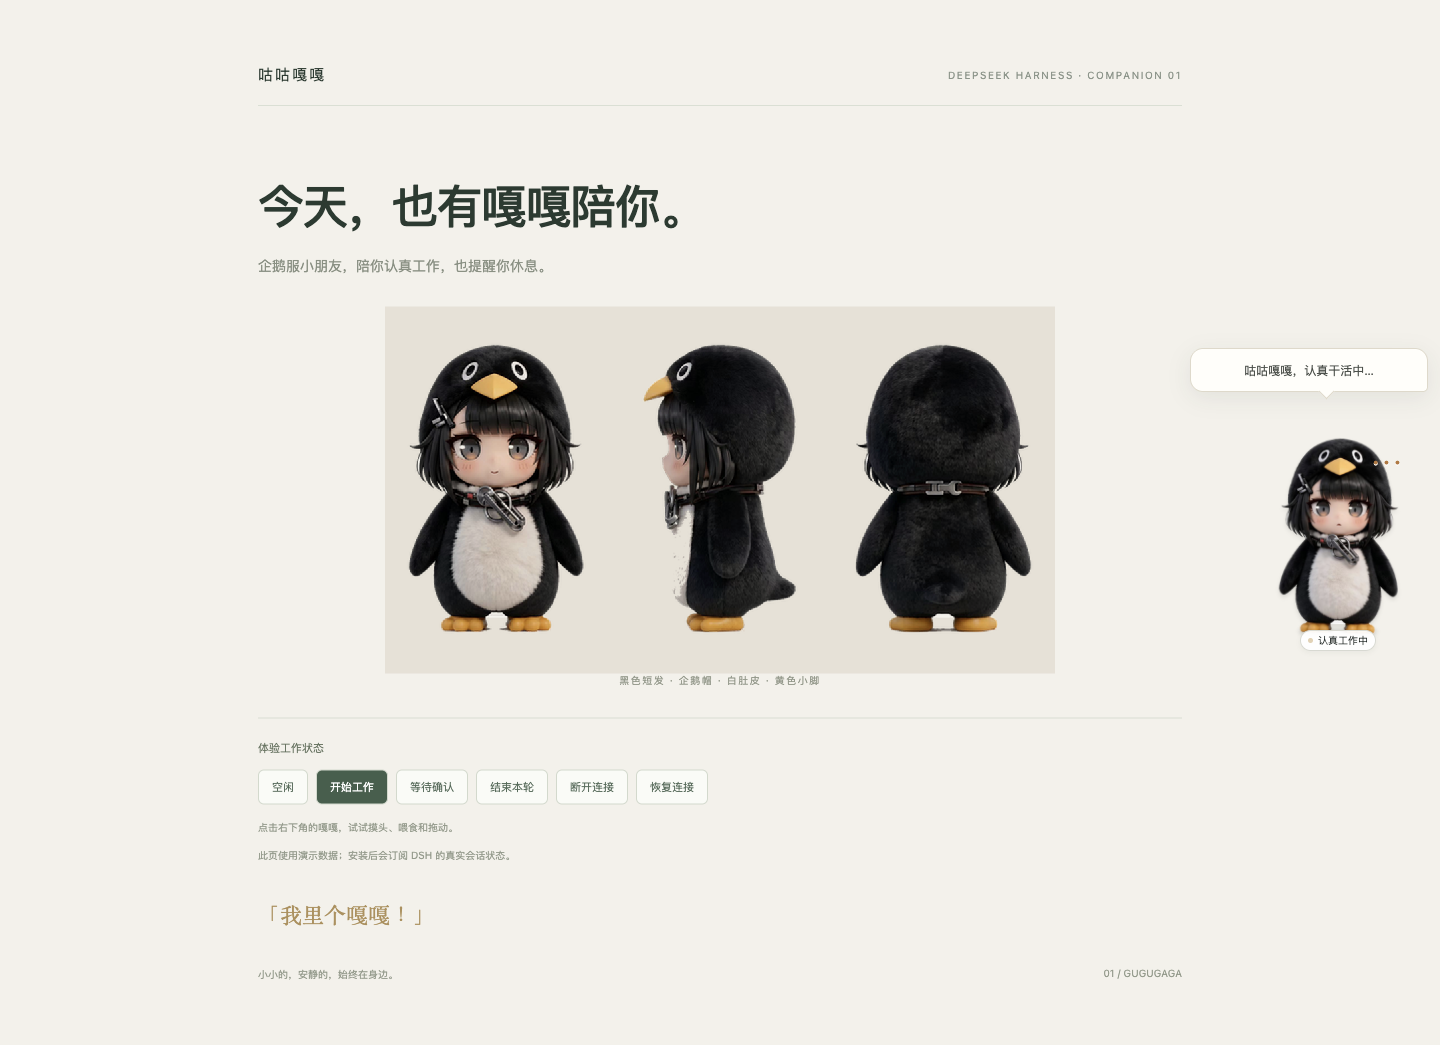 咕咕嘎嘎
DEEPSEEK HARNESS · COMPANION 01
今天，也有嘎嘎陪你。
企鹅服小朋友，陪你认真工作，也提醒你休息。
咕咕嘎嘎，认真干活中...
认真工作中
黑色短发 · 企鹅帽 · 白肚皮 · 黄色小脚
体验工作状态
空闲
开始工作
等待确认
结束本轮
断开连接
恢复连接
点击右下角的嘎嘎，试试摸头、喂食和拖动。
此页使用演示数据；安装后会订阅 DSH 的真实会话状态。
「我里个嘎嘎！」
小小的，安静的，始终在身边。
01 / GUGUGAGA